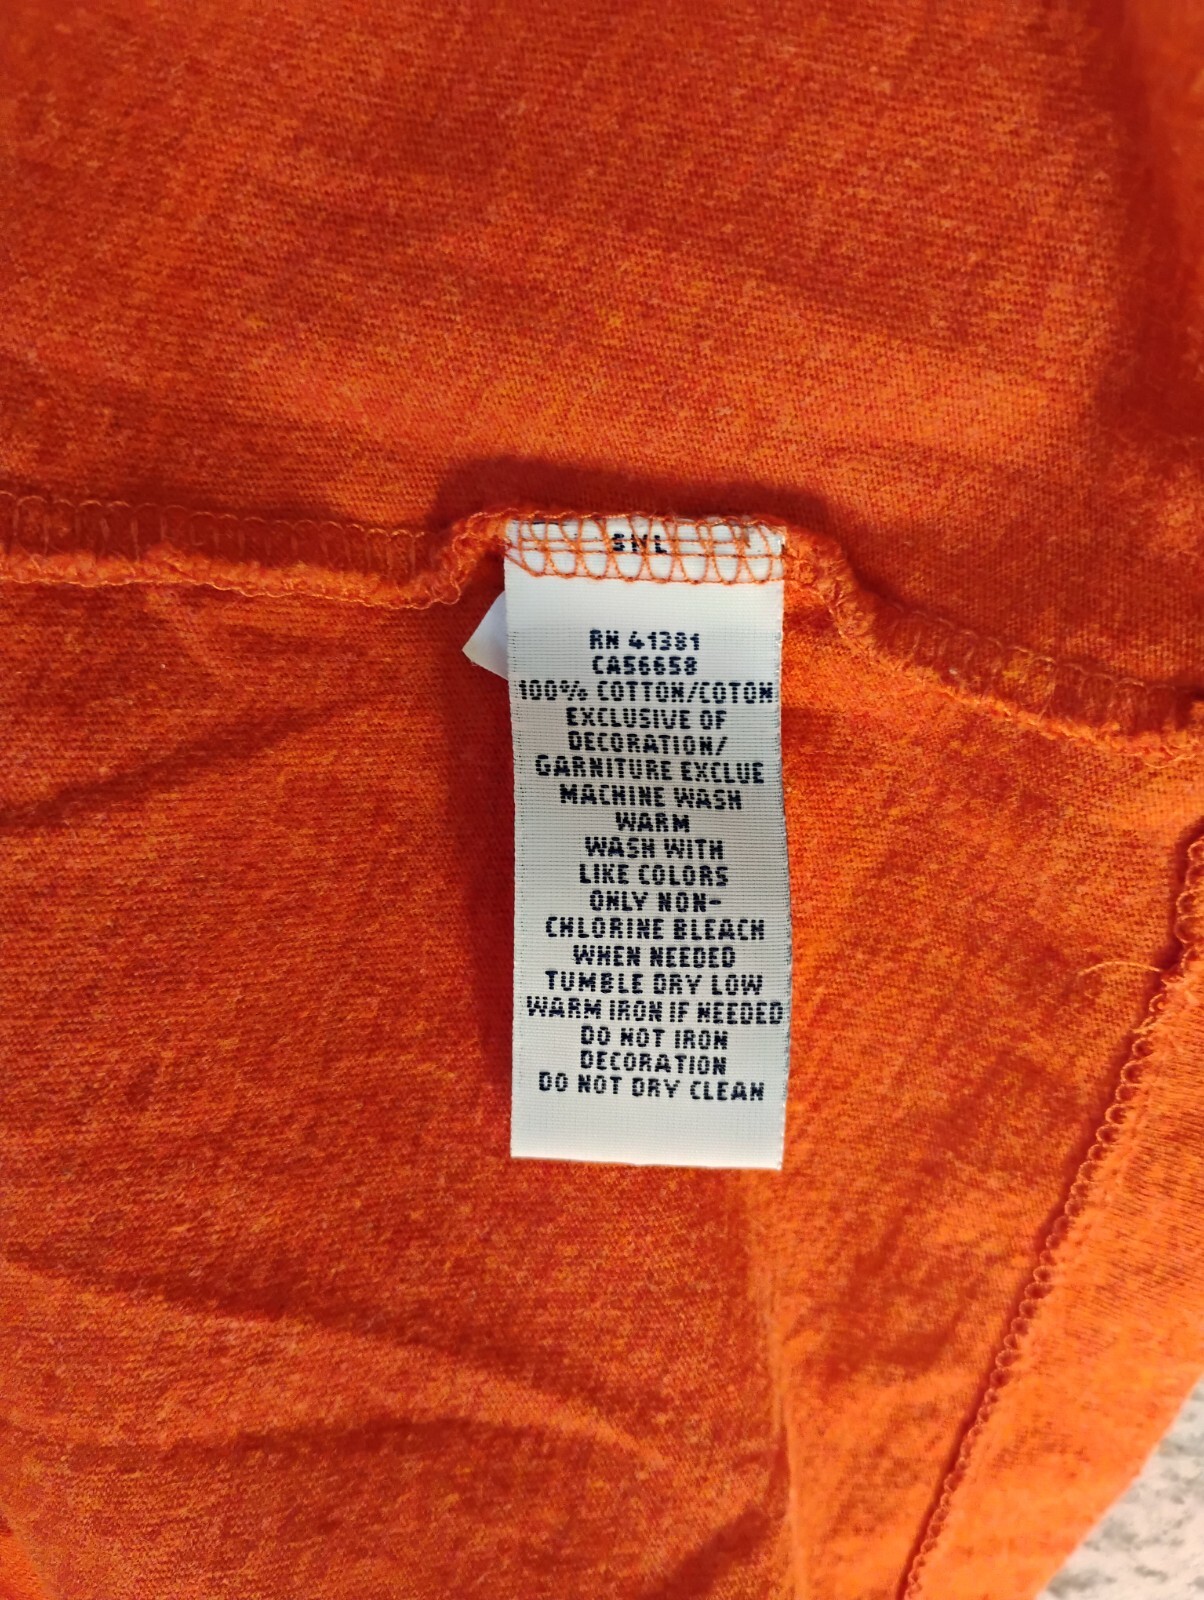 RN 41381
CA56658
100% COTTON/COTON
EXCLUSIVE OF
DECORATION/
GARNITURE EXCLUE
MACHINE WASH
WARM
WASH WITH
LIKE COLORS
ONLY NON-
CHLORINE BLEACH
WHEN NEEDED
TUMBLE DRY LOW
WARM IRON IF NEEDED
DO NOT IRON
DECORATION
DO NOT DRY CLEAN